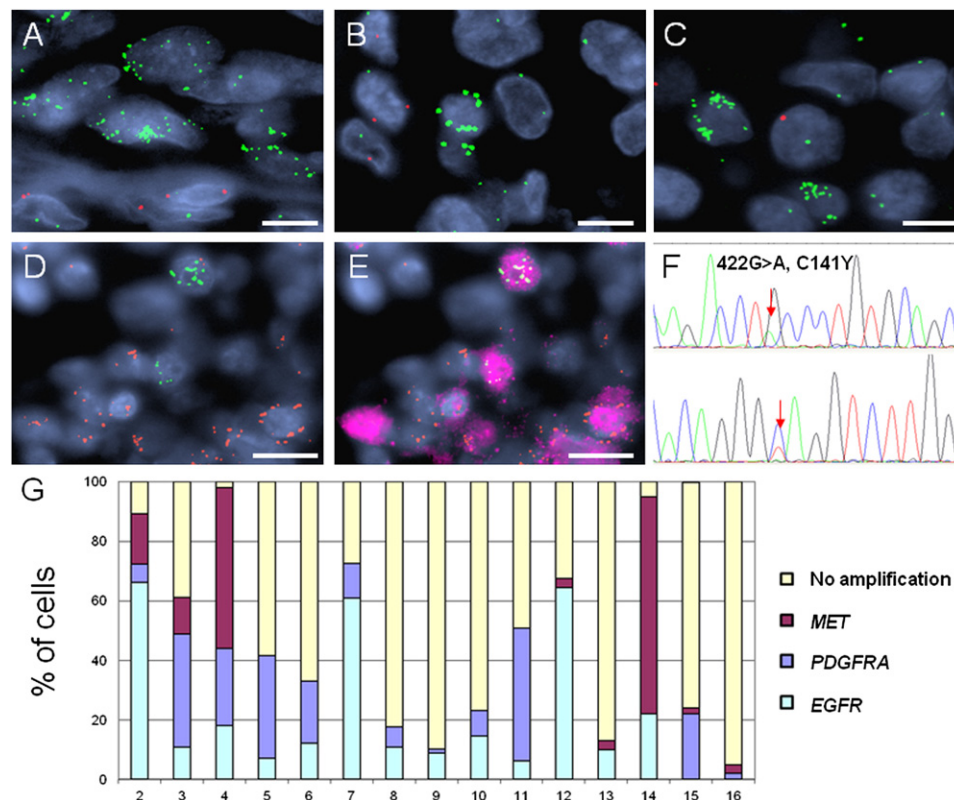 A
B
C
D
E
F
422G>A, C141Y
G
% of cells
100
80
60
40
20
0
2 3 4 5 6 7 8 9 10 11 12 13 14 15 16
No amplification
MET
PDGFRA
EGFR